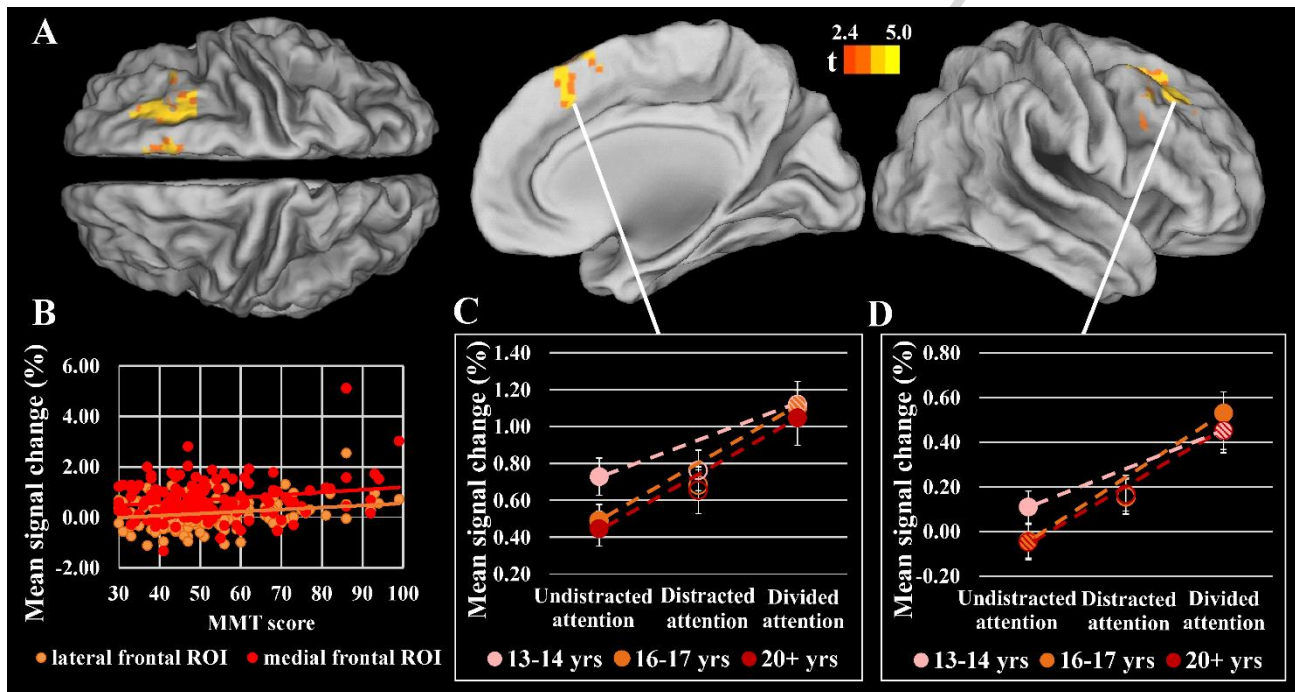 A
2.4 5.0
t
B
Mean signal change (%)
6.00
4.00
2.00
0.00
-2.00
30 40 50 60 70 80 90 100
MMT score
lateral frontal ROI medial frontal ROI
C
Mean signal change (%)
1.40
1.20
1.00
0.80
0.60
0.40
0.20
Undistracted Distracted Divided
attention attention attention
13-14 yrs 16-17 yrs 20+ yrs
D
Mean signal change (%)
0.80
0.60
0.40
0.20
0.00
-0.20
Undistracted Distracted Divided
attention attention attention
13-14 yrs 16-17 yrs 20+ yrs